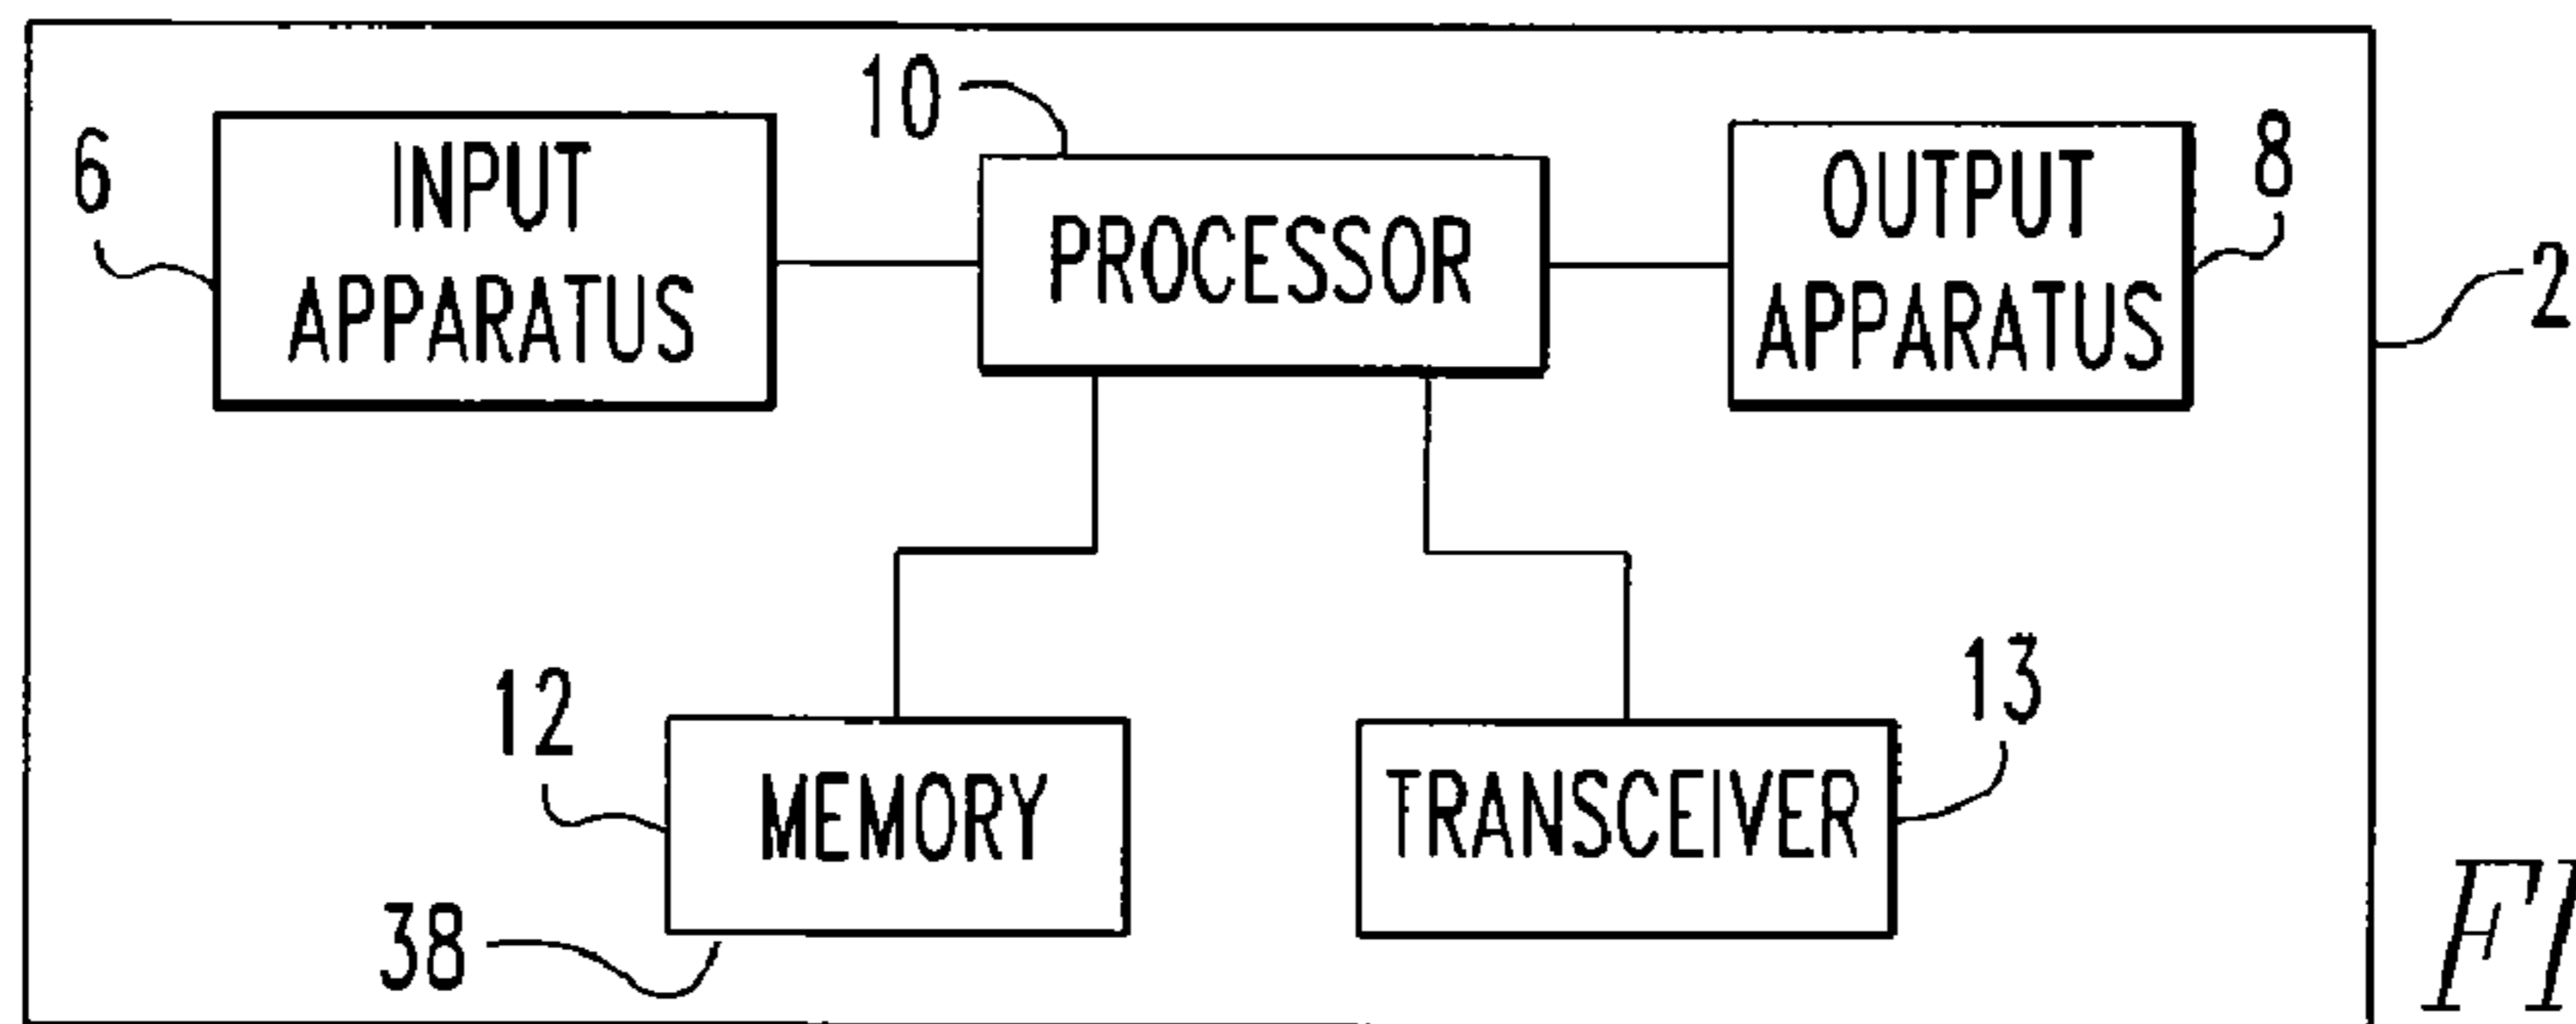 10
6
INPUT
APPARATUS
PROCESSOR
OUTPUT
APPARATUS
8
2
12
MEMORY
13
TRANSCEIVER
38